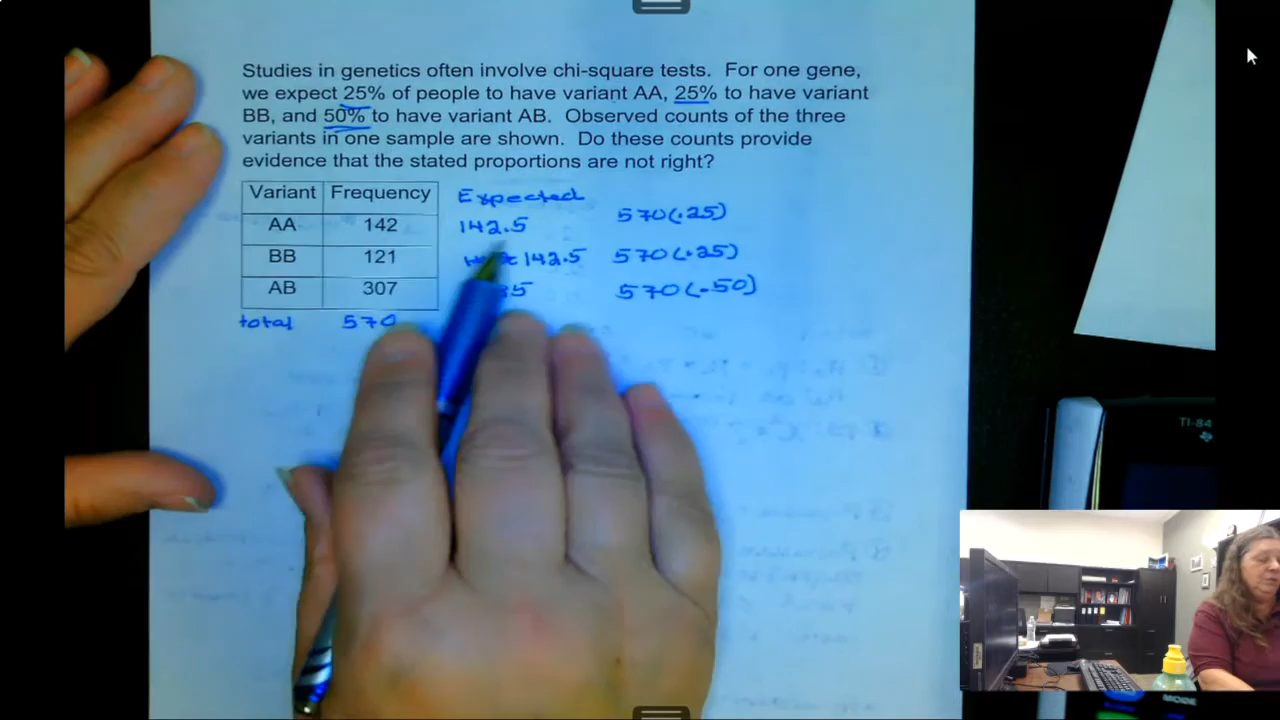 Studies in genetics often involve chi-square tests. For one gene,
we expect 25% of people to have variant AA, 25% to have variant
BB, and 50% to have variant AB. Observed counts of the three
variants in one sample are shown. Do these counts provide
evidence that the stated proportions are not right?
Variant Frequency Expected
AA 142 142.5 570(.25)
BB 121 142.5 570(.25)
AB 307 570(.50)
total 570
TI-84
MODE